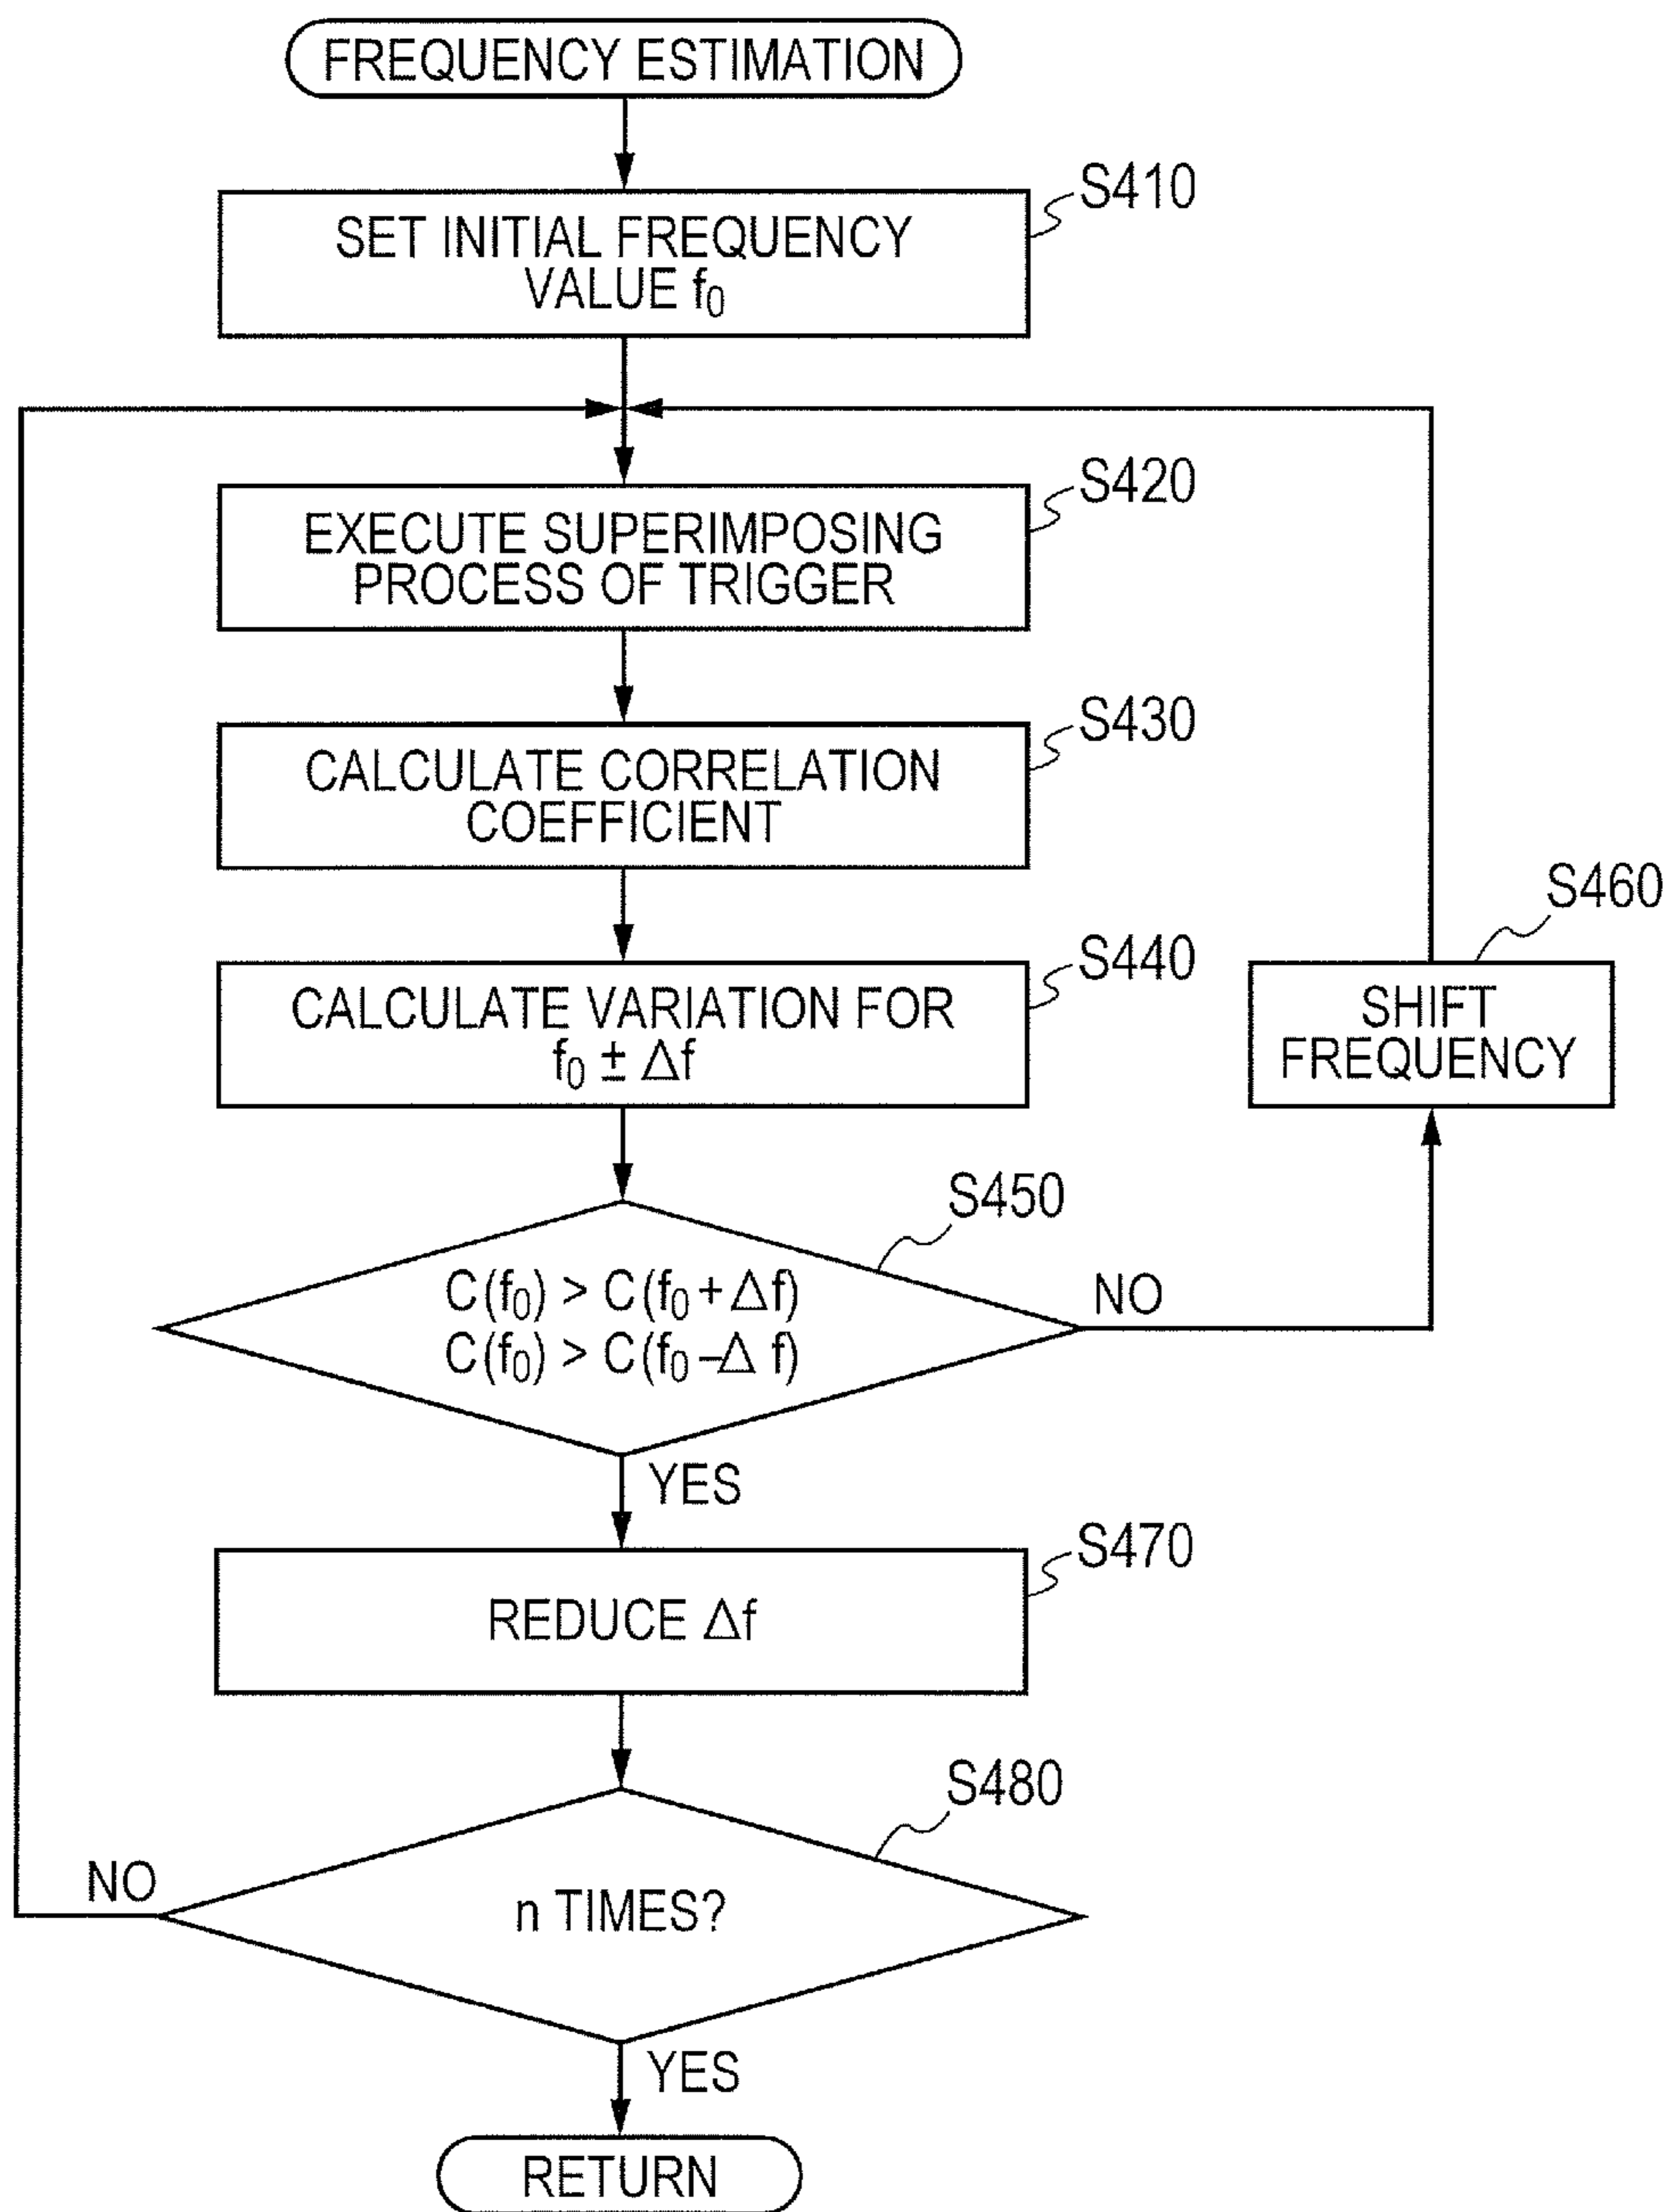 FREQUENCY ESTIMATION
S410
SET INITIAL FREQUENCY
VALUE f₀
S420
EXECUTE SUPERIMPOSING
PROCESS OF TRIGGER
S430
CALCULATE CORRELATION
COEFFICIENT
S440
CALCULATE VARIATION FOR
f₀ ± Δf
S460
SHIFT
FREQUENCY
S450
C(f₀) > C(f₀+Δf)
C(f₀) > C(f₀−Δ f)
NO
YES
S470
REDUCE Δf
S480
n TIMES?
NO
YES
RETURN